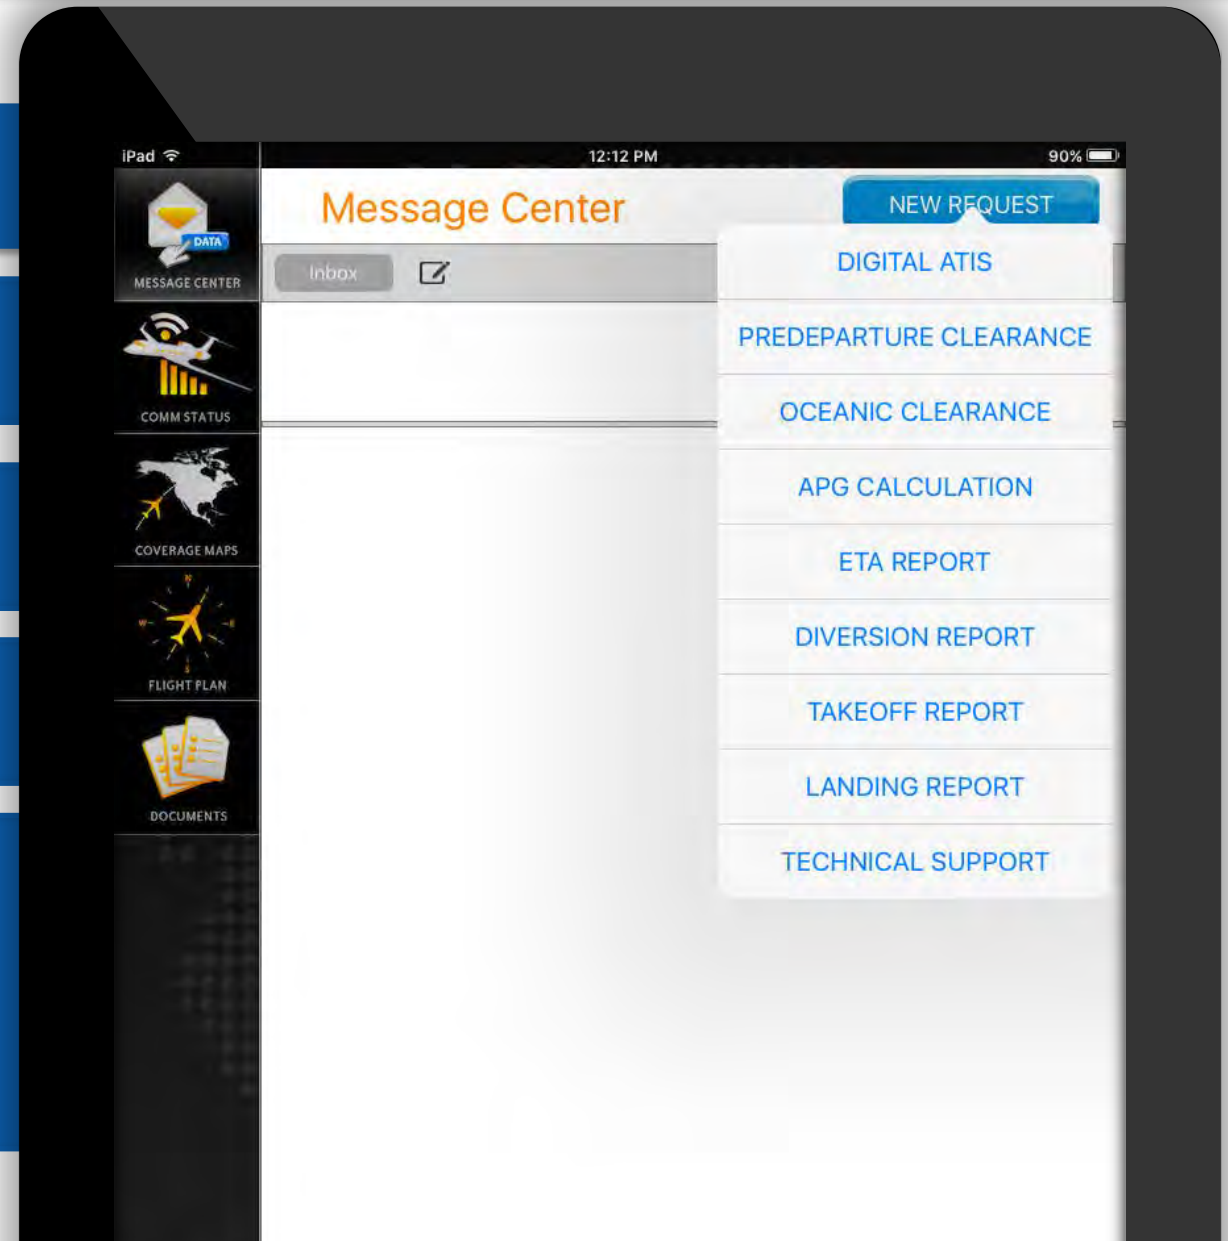 iPad 12:12 PM 90%
Message Center
NEW REQUEST
DATA
MESSAGE CENTER
Inbox
DIGITAL ATIS
PREDEPARTURE CLEARANCE
OCEANIC CLEARANCE
APG CALCULATION
ETA REPORT
DIVERSION REPORT
TAKEOFF REPORT
LANDING REPORT
TECHNICAL SUPPORT
COMM STATUS
COVERAGE MAPS
N
W
E
S
FLIGHT PLAN
DOCUMENTS